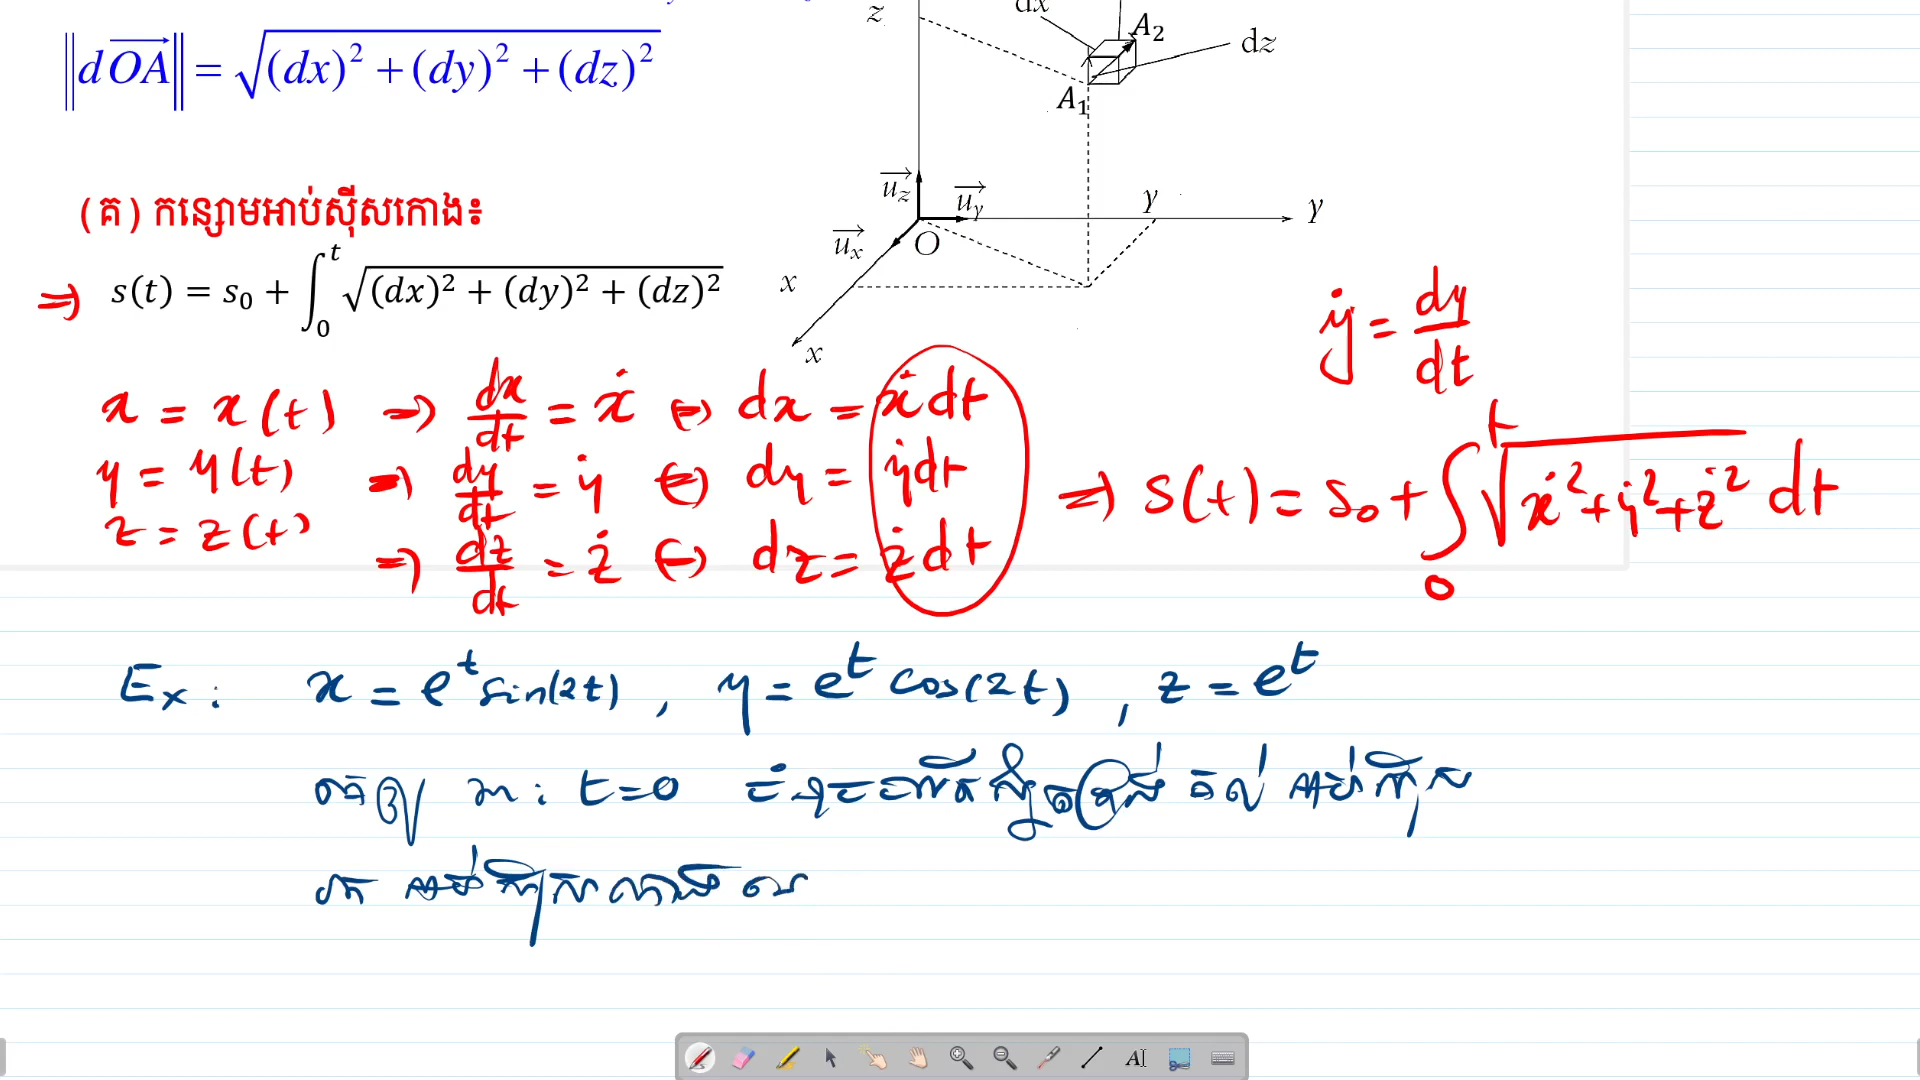 z
dx
A₂
dz
‖dOA‖ = √((dx)² + (dy)² + (dz)²)
A₁
u_z
u_y
y
y
(គ) កន្សោមអាប់ស៊ីសកោង៖
u_x
O
⇒ s(t) = s₀ + ∫₀ᵗ √((dx)² + (dy)² + (dz)²)
x
x
ẏ = dy/dt
x = x(t) ⇒ dx/dt = ẋ ⇔ dx = ẋdt
y = y(t) ⇒ dy/dt = ẏ ⇔ dy = ẏdt
z = z(t) ⇒ dz/dt = ż ⇔ dz = żdt
⇒ s(t) = s₀ + ∫₀ᵗ √(ẋ² + ẏ² + ż²) dt
Ex: x = eᵗ sin(2t), y = eᵗ cos(2t), z = eᵗ
t=0